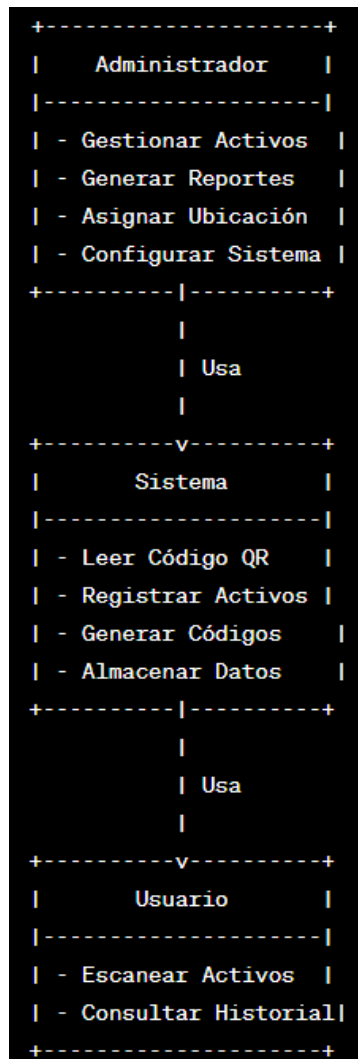 +---------------------+
|    Administrador    |
|---------------------|
| - Gestionar Activos  |
| - Generar Reportes   |
| - Asignar Ubicación  |
| - Configurar Sistema |
+----------|----------+
           |
           | Usa
           |
+----------v----------+
|       Sistema       |
|---------------------|
| - Leer Código QR    |
| - Registrar Activos |
| - Generar Códigos    |
| - Almacenar Datos    |
+----------|----------+
           |
           | Usa
           |
+----------v----------+
|       Usuario       |
|---------------------|
| - Escanear Activos  |
| - Consultar Historial|
+---------------------+